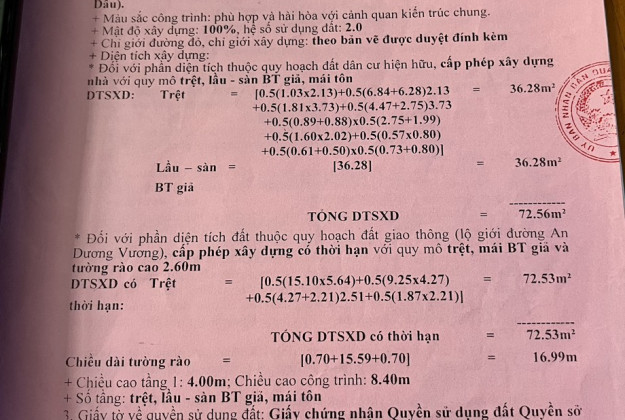 Dầu).
+ Màu sắc công trình: phù hợp và hài hòa với cảnh quan kiến trúc chung.
+ Mật độ xây dựng: 100%, hệ số sử dụng đất: 2.0
+ Chỉ giới đường đỏ, chỉ giới xây dựng: theo bản vẽ được duyệt đính kèm
+ Diện tích xây dựng:
* Đối với phần diện tích thuộc quy hoạch đất dân cư hiện hữu, cấp phép xây dựng
nhà với quy mô trệt, lầu - sàn BT giả, mái tôn
DTSXD: Trệt = [0.5(1.03x2.13)+0.5(6.84+6.28)2.13 = 36.28m²
+0.5(1.81x3.73)+0.5(4.47+2.75)3.73
+0.5(0.89+0.88)x0.5(2.75+1.99)
+0.5(1.60x2.02)+0.5(0.57x0.80)
+0.5(0.61+0.50)x0.5(0.73+0.80)]
Lầu – sàn = [36.28] = 36.28m²
BT giả
------------
TỔNG DTSXD = 72.56m²
* Đối với phần diện tích đất thuộc quy hoạch đất giao thông (lộ giới đường An
Dương Vương), cấp phép xây dựng có thời hạn với quy mô trệt, mái BT giả và
tường rào cao 2.60m
DTSXD có Trệt = [0.5(15.10x5.64)+0.5(9.25x4.27) = 72.53m²
+0.5(4.27+2.21)2.51+0.5(1.87x2.21)]
thời hạn:
------------
TỔNG DTSXD có thời hạn = 72.53m²
Chiều dài tường rào = [0.70+15.59+0.70] = 16.99m
+ Chiều cao tầng 1: 4.00m; Chiều cao công trình: 8.40m
+ Số tầng: trệt, lầu - sàn BT giả, mái tôn
3. Giấy tờ về quyền sử dụng đất: Giấy chứng nhận Quyền sử dụng đất Quyền sở
ỦY BAN NHÂN DÂN